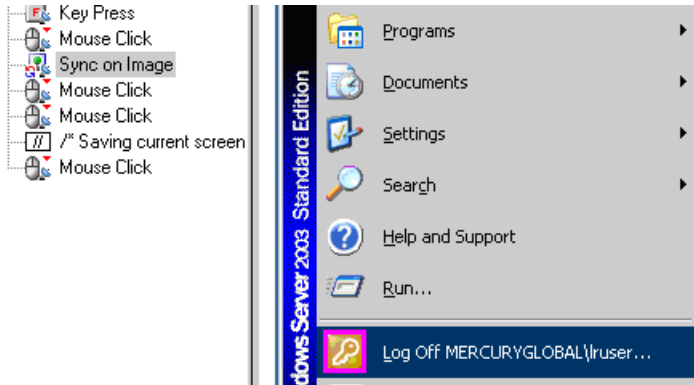 Key Press
Mouse Click
Sync on Image
Mouse Click
Mouse Click
/* Saving current screen
Mouse Click
dows Server 2003 Standard Edition
Programs
Documents
Settings
Search
Help and Support
Run...
Log Off MERCURYGLOBAL\lruser...